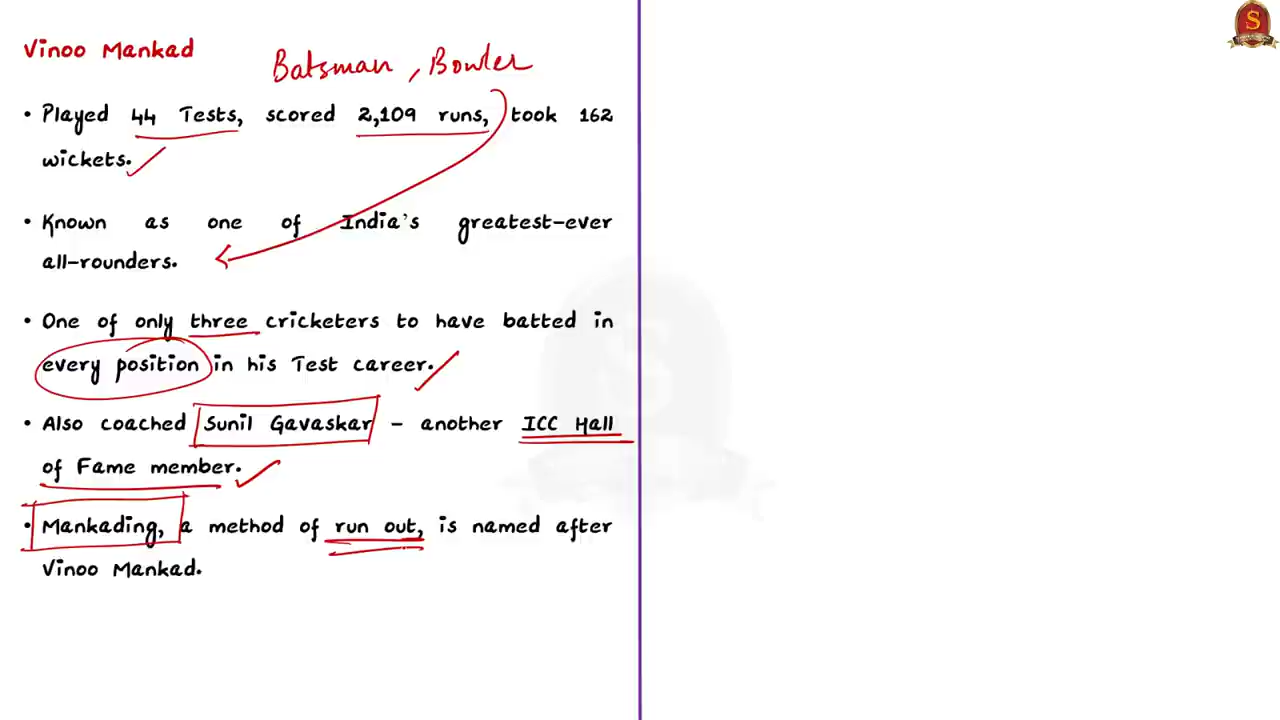 Vinoo Mankad
Batsman, Bowler
• Played 44 Tests, scored 2,109 runs, took 162
wickets.
• Known as one of India's greatest-ever
all-rounders.
• One of only three cricketers to have batted in
every position in his Test career.
• Also coached Sunil Gavaskar - another ICC Hall
of Fame member.
• Mankading, a method of run out, is named after
Vinoo Mankad.
S